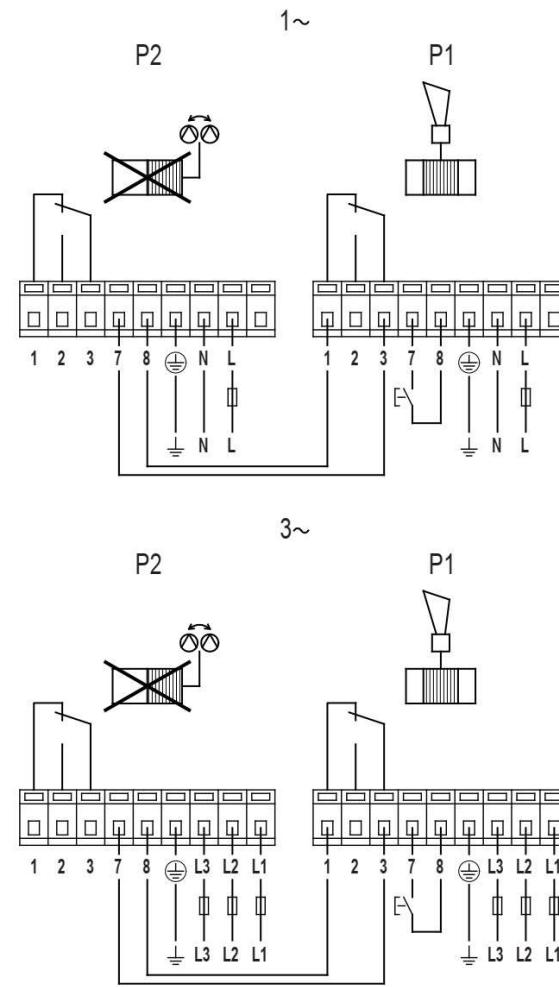 1~
P2 P1
1 2 3 7 8 N L 1 2 3 7 8 N L
N L N L
3~
P2 P1
1 2 3 7 8 L3 L2 L1 1 2 3 7 8 L3 L2 L1
L3 L2 L1 L3 L2 L1